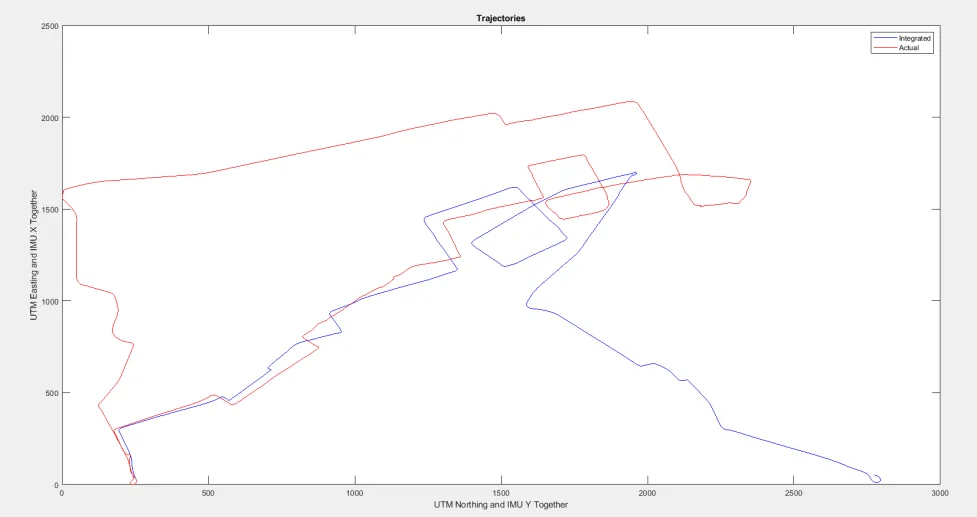 Trajectories
Integrated
Actual
2500
2000
1500
1000
500
0
UTM Easting and IMU X Together
0 500 1000 1500 2000 2500 3000
UTM Northing and IMU Y Together